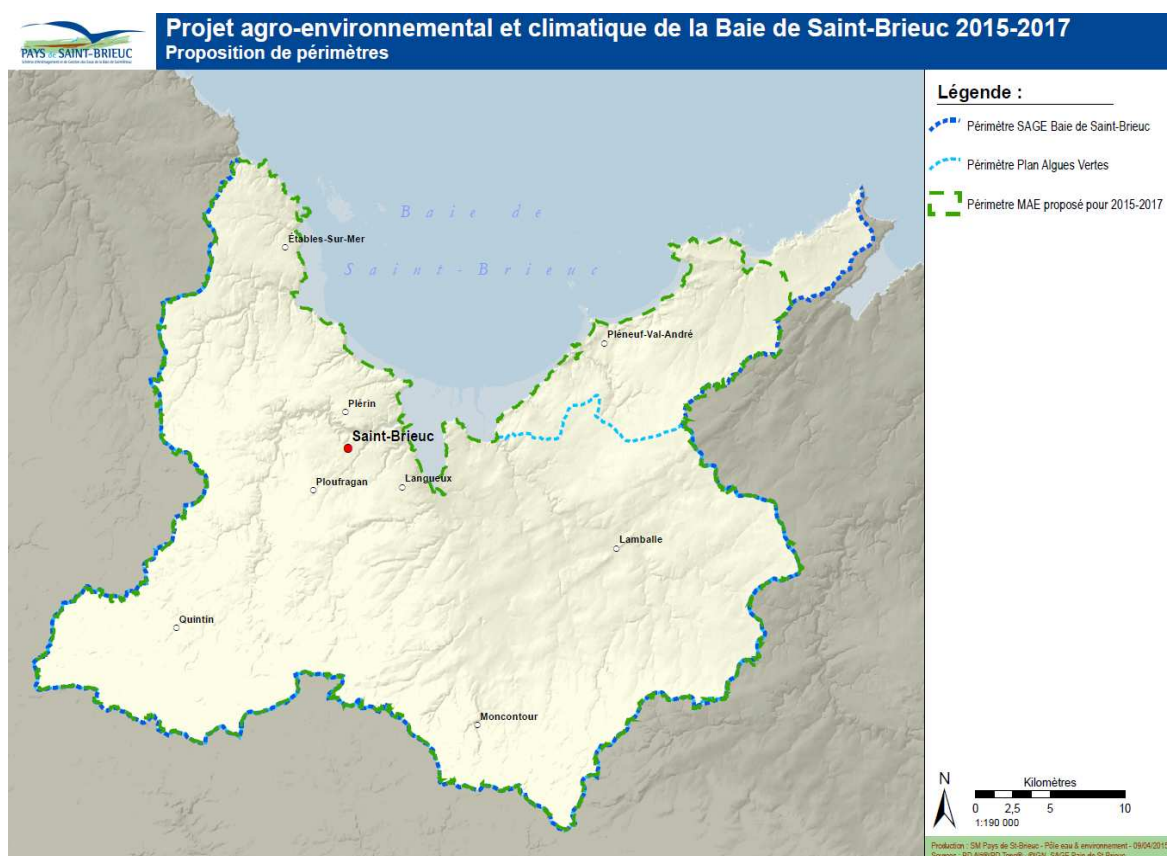 Projet agro-environnemental et climatique de la Baie de Saint-Brieuc 2015-2017
Proposition de périmètres
PAYS de SAINT-BRIEUC
Légende :
Périmètre SAGE Baie de Saint-Brieuc
Périmètre Plan Algues Vertes
Périmetre MAE proposé pour 2015-2017
Baie de
Saint-Brieuc
Étables-Sur-Mer
Pléneuf-Val-André
Plérin
Saint-Brieuc
Ploufragan
Langueux
Lamballe
Quintin
Moncontour
N
Kilomètres
0 2,5 5 10
1:190 000
Production : SM Pays de St-Brieuc - Pôle eau & environnement - 09/04/2015